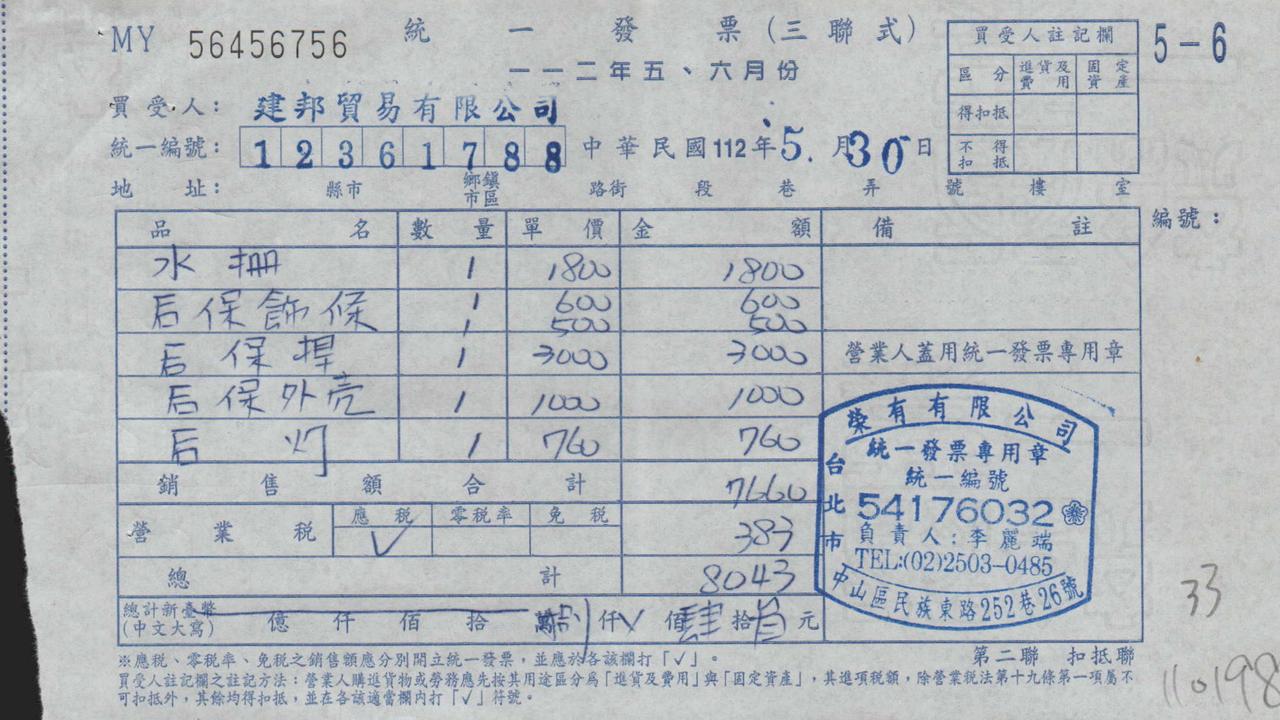 MY 56456756 統一發票(三聯式)
一一二年五、六月份
5-6
買受人註記欄
區分 進貨及費用 固定資產
得扣抵
不得扣抵
買受人: 建邦貿易有限公司
統一編號: 12361788 中華民國112年5.月30日
地址: 縣市 鄉鎮市區 路街 段 巷 弄 號 樓 室
編號:
品名 數量 單價 金額 備註
水柵 1 1800 1800
后保飾條 1 600 600
1 500 500
后保捍 1 3000 3000
營業人蓋用統一發票專用章
后保外壳 1 1000 1000
后灯 1 760 760
銷售額合計 7660
營業稅 應稅 零稅率 免稅 383
✓
總計 8043
總計新臺幣(中文大寫) 億 仟 佰 拾 萬 仟 佰肆拾 元
榮有有限公司
統一發票專用章
統一編號
54176032
負責人:李麗端
TEL:(02)2503-0485
台北市中山區民族東路252巷26號
33
第二聯 扣抵聯
※應稅、零稅率、免稅之銷售額應分別開立統一發票,並應於各該欄打「✓」。
買受人註記欄之註記方法:營業人購進貨物或勞務應先按其用途區分為「進貨及費用」與「固定資產」,其進項稅額,除營業稅法第十九條第一項屬不
可扣抵外,其餘均得扣抵,並在各該適當欄內打「✓」符號。
110198